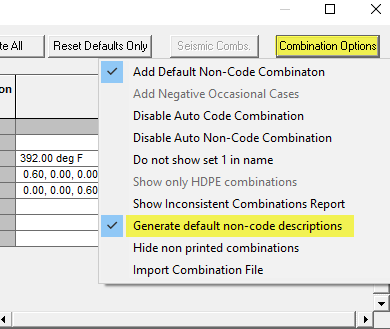 te All
Reset Defaults Only
Seismic Combs.
Combination Options
on
Add Default Non-Code Combinaton
Add Negative Occasional Cases
Disable Auto Code Combination
Disable Auto Non-Code Combination
392.00 deg F
Do not show set 1 in name
0.60, 0.00, 0.00
Show only HDPE combinations
0.00, 0.00, 0.60
Show Inconsistent Combinations Report
Generate default non-code descriptions
Hide non printed combinations
Import Combination File